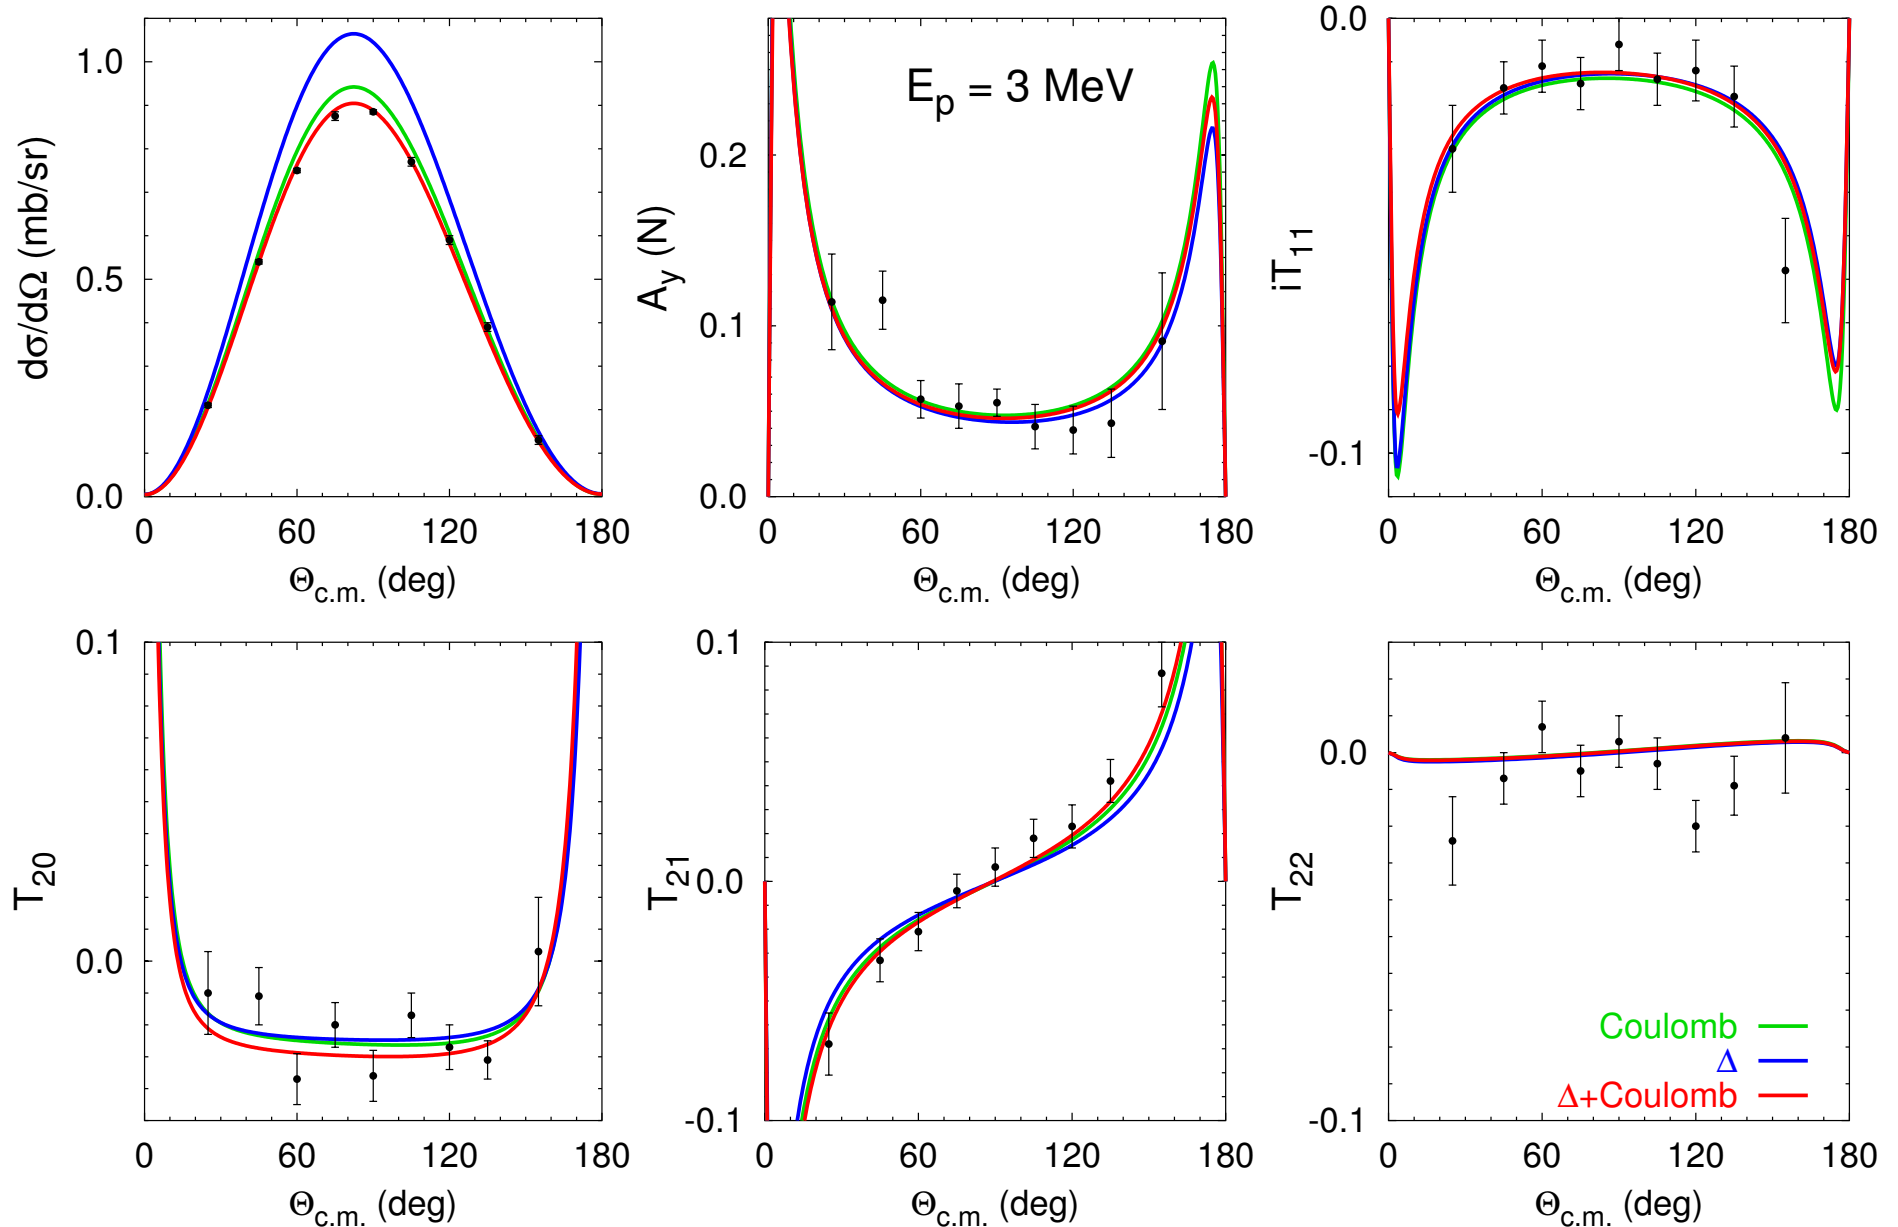 dσ/dΩ (mb/sr)
1.0
0.5
0.0
0 60 120 180
Θc.m. (deg)
Ay (N)
Ep = 3 MeV
0.2
0.1
0.0
0 60 120 180
Θc.m. (deg)
iT11
0.0
-0.1
0 60 120 180
Θc.m. (deg)
T20
0.1
0.0
0 60 120 180
Θc.m. (deg)
T21
0.1
0.0
-0.1
0 60 120 180
Θc.m. (deg)
T22
0.0
-0.1
Coulomb
Δ
Δ+Coulomb
0 60 120 180
Θc.m. (deg)